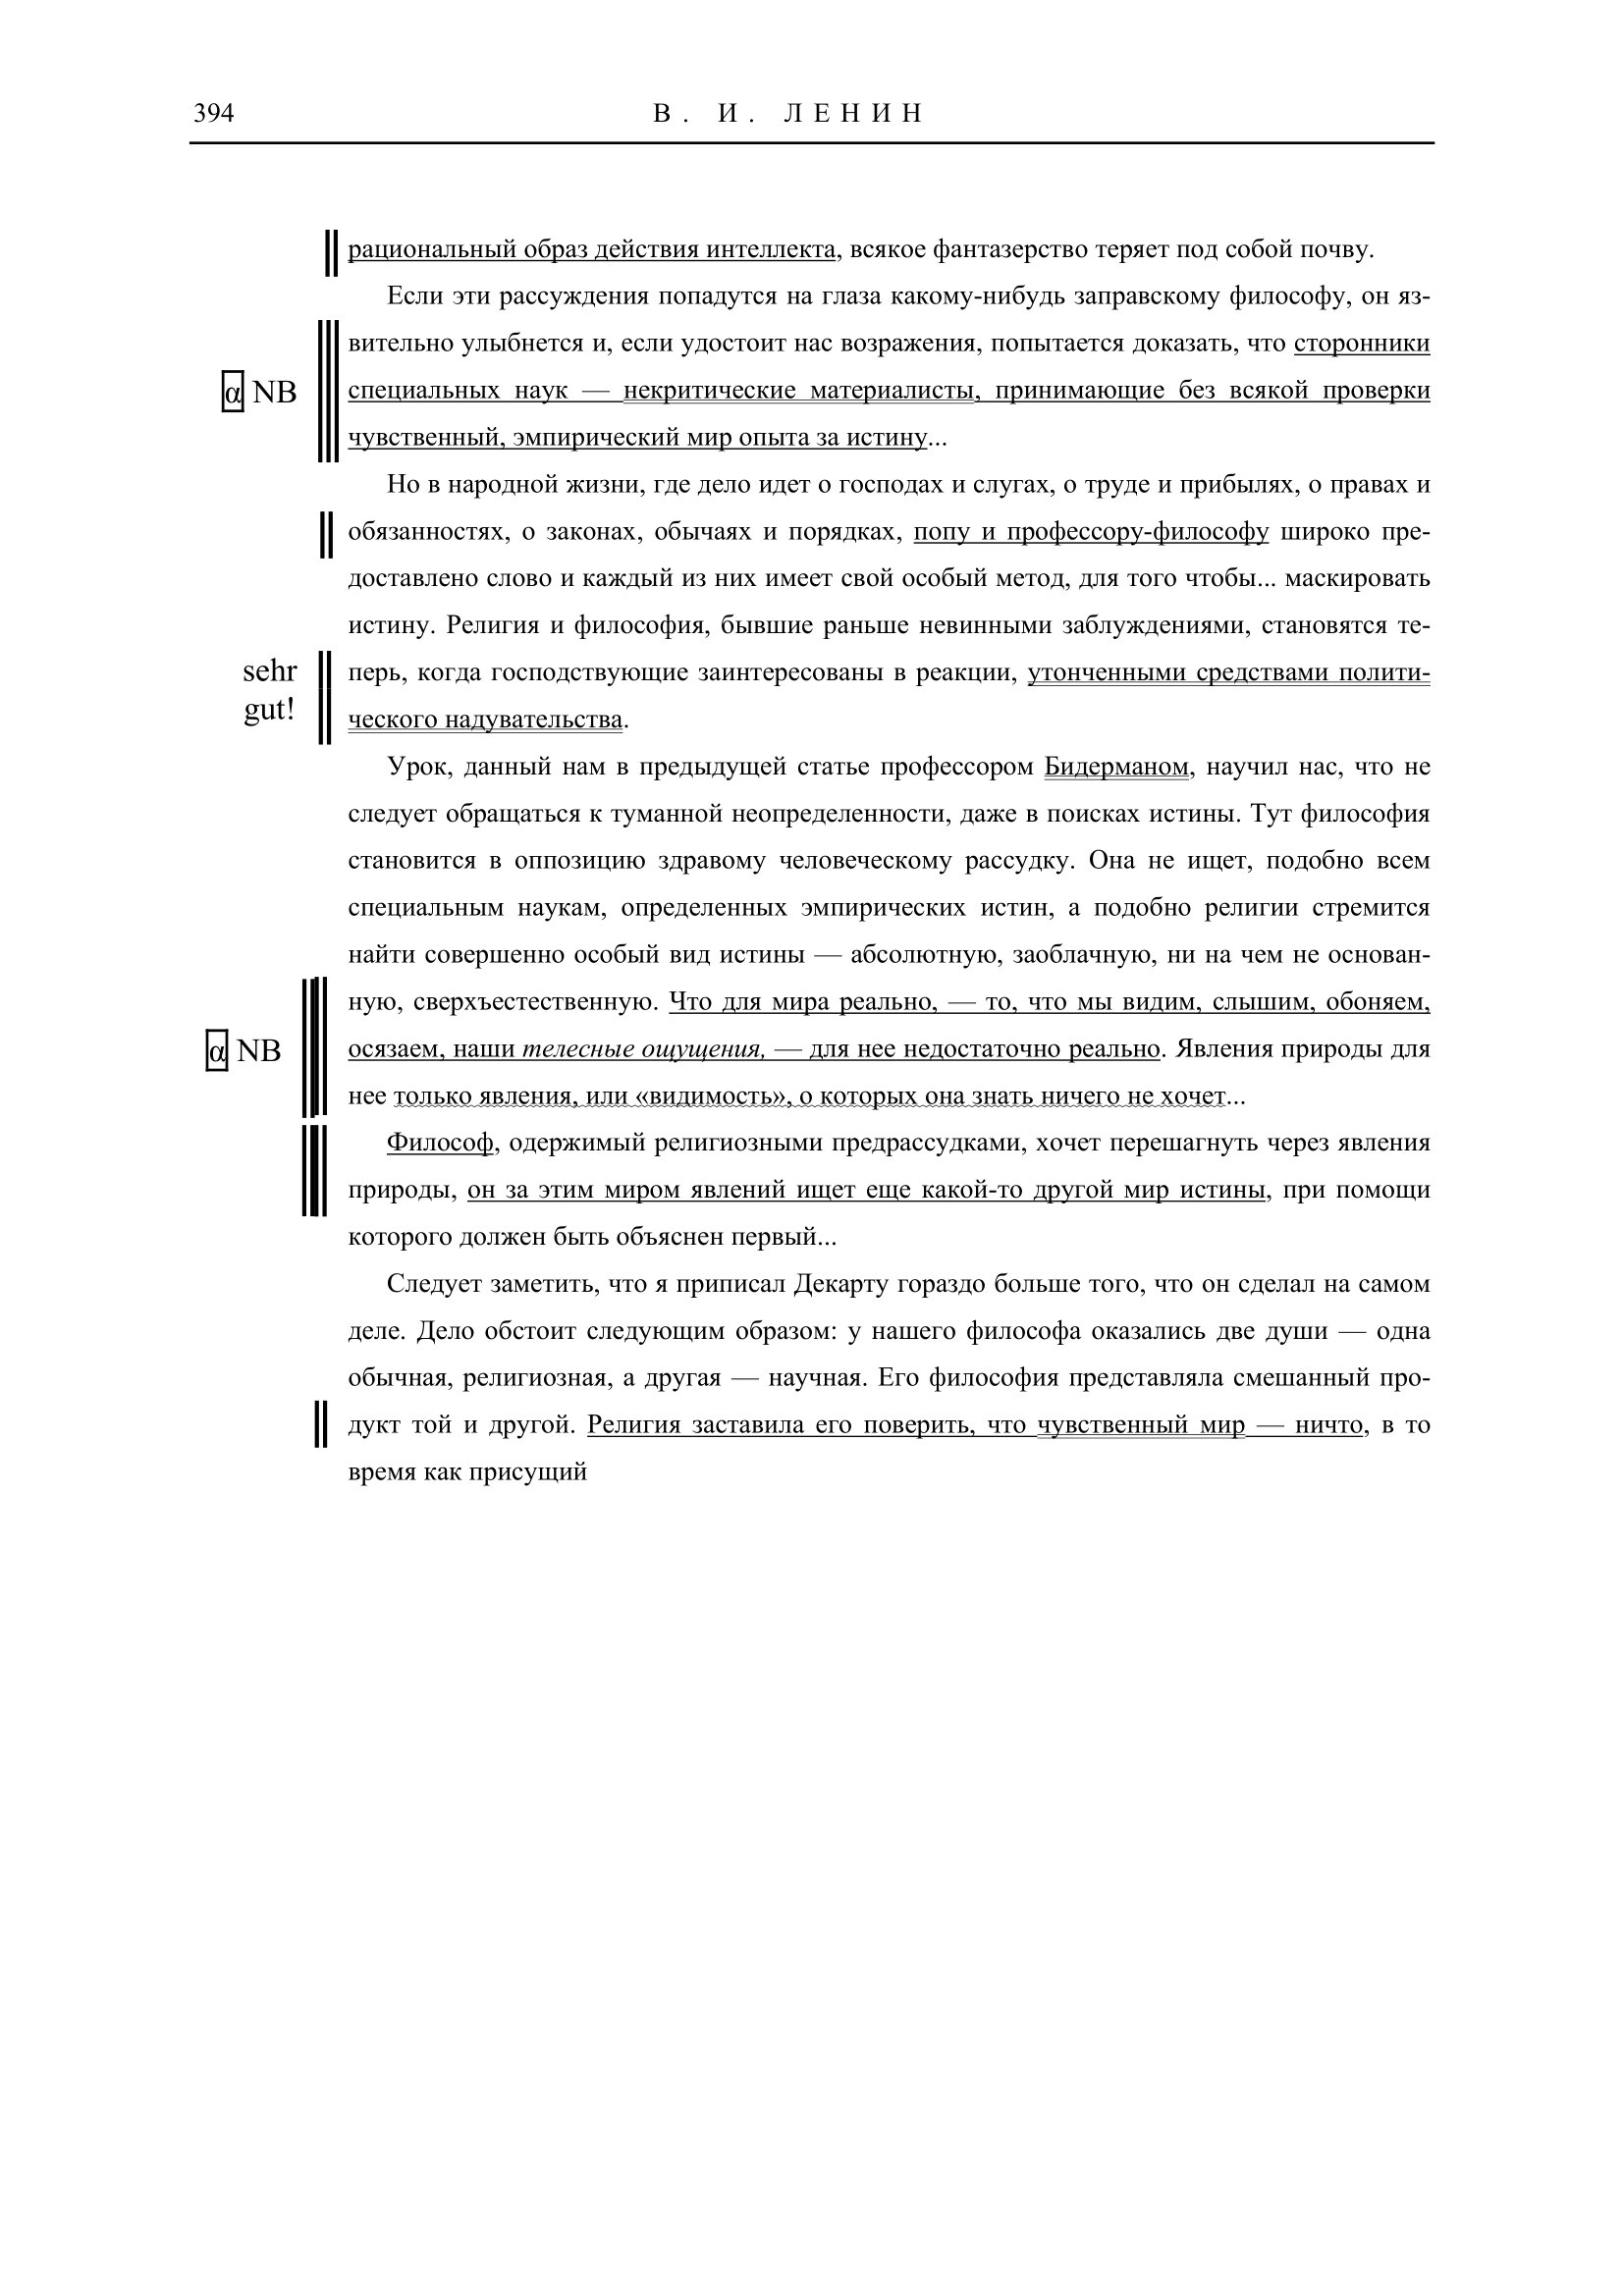 394
В. И. ЛЕНИН
рациональный образ действия интеллекта, всякое фантазерство теряет под собой почву.
Если эти рассуждения попадутся на глаза какому-нибудь заправскому философу, он яз-
вительно улыбнется и, если удостоит нас возражения, попытается доказать, что сторонники
α NB
специальных наук — некритические материалисты, принимающие без всякой проверки
чувственный, эмпирический мир опыта за истину...
Но в народной жизни, где дело идет о господах и слугах, о труде и прибылях, о правах и
обязанностях, о законах, обычаях и порядках, попу и профессору-философу широко пре-
доставлено слово и каждый из них имеет свой особый метод, для того чтобы... маскировать
истину. Религия и философия, бывшие раньше невинными заблуждениями, становятся те-
sehr
gut!
перь, когда господствующие заинтересованы в реакции, утонченными средствами полити-
ческого надувательства.
Урок, данный нам в предыдущей статье профессором Бидерманом, научил нас, что не
следует обращаться к туманной неопределенности, даже в поисках истины. Тут философия
становится в оппозицию здравому человеческому рассудку. Она не ищет, подобно всем
специальным наукам, определенных эмпирических истин, а подобно религии стремится
найти совершенно особый вид истины — абсолютную, заоблачную, ни на чем не основан-
ную, сверхъестественную. Что для мира реально, — то, что мы видим, слышим, обоняем,
α NB
осязаем, наши телесные ощущения, — для нее недостаточно реально. Явления природы для
нее только явления, или «видимость», о которых она знать ничего не хочет...
Философ, одержимый религиозными предрассудками, хочет перешагнуть через явления
природы, он за этим миром явлений ищет еще какой-то другой мир истины, при помощи
которого должен быть объяснен первый...
Следует заметить, что я приписал Декарту гораздо больше того, что он сделал на самом
деле. Дело обстоит следующим образом: у нашего философа оказались две души — одна
обычная, религиозная, а другая — научная. Его философия представляла смешанный про-
дукт той и другой. Религия заставила его поверить, что чувственный мир — ничто, в то
время как присущий